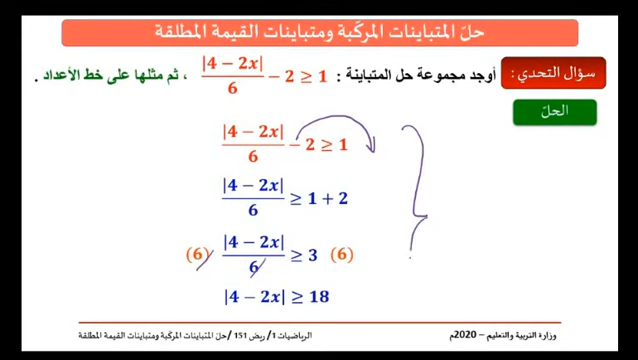 حلّ المتباينات المركّبة ومتباينات القيمة المطلقة
سؤال التحدي : أوجد مجموعة حل المتباينة : |4 − 2x|/6 − 2 ≥ 1 ، ثم مثلها على خط الأعداد .
الحلّ
|4 − 2x|/6 − 2 ≥ 1
|4 − 2x|/6 ≥ 1 + 2
(6) |4 − 2x|/6 ≥ 3 (6)
|4 − 2x| ≥ 18
وزارة التربية والتعليم – 2020م
الرياضيات 1/ ريض 151 /حلّ المتباينات المركّبة ومتباينات القيمة المطلقة